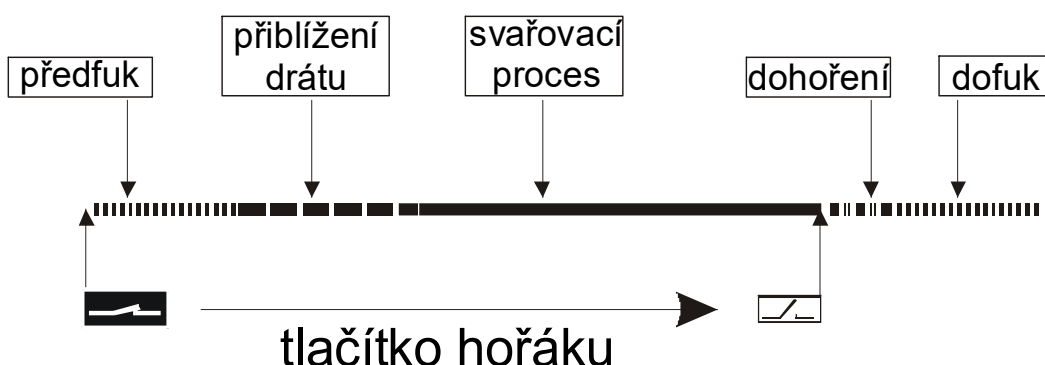 předfuk
přiblížení
drátu
svařovací
proces
dohoření
dofuk
tlačítko hořáku